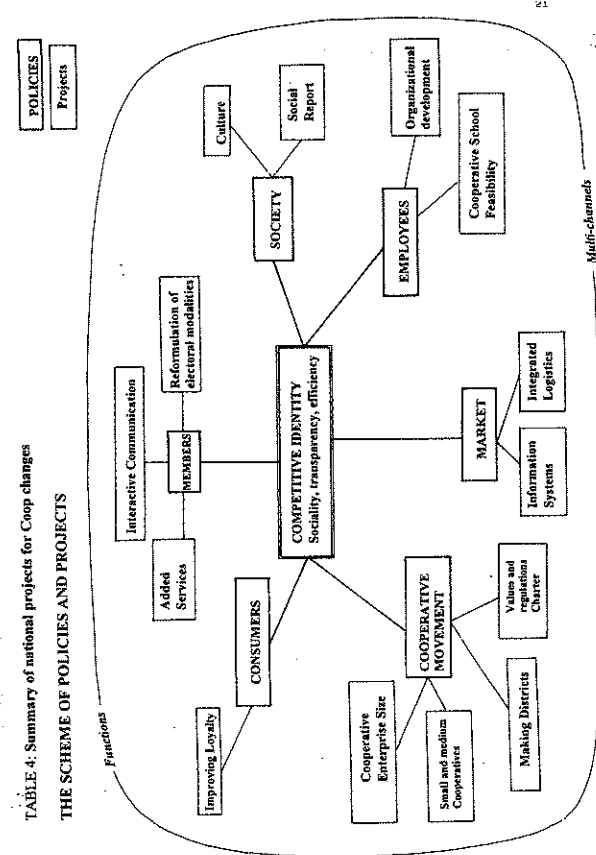 21
TABLE 4: Summary of national projects for Coop changes
THE SCHEME OF POLICIES AND PROJECTS
POLICIES
Projects
Functions
Interactive Communication
Added
Services
MEMBERS
Reformulation of
electoral modalities
Culture
Social
Report
SOCIETY
Improving Loyalty
CONSUMERS
COMPETITIVE IDENTITY
Sociality, transparency, efficiency
EMPLOYEES
Organizational
development
Cooperative School
Feasibility
Cooperative
Enterprise Size
COOPERATIVE
MOVEMENT
Small and medium
Cooperatives
Making Districts
Values and
regulations
Charter
MARKET
Information
Systems
Integrated
Logistics
Multi-channels